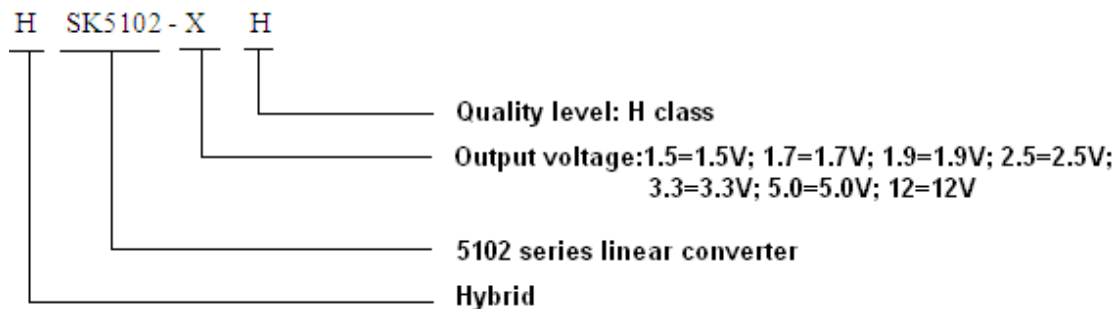 H SK5102 - X H
Quality level: H class
Output voltage:1.5=1.5V; 1.7=1.7V; 1.9=1.9V; 2.5=2.5V;
3.3=3.3V; 5.0=5.0V; 12=12V
5102 series linear converter
Hybrid